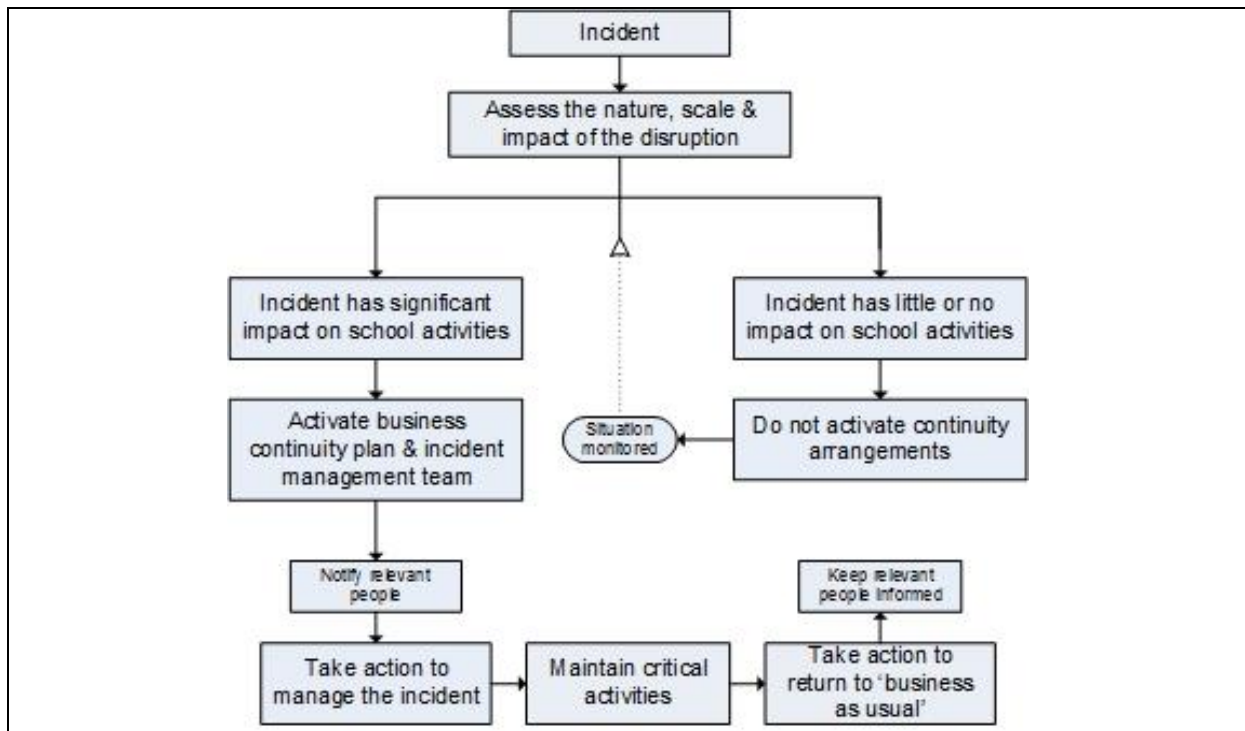 Incident
Assess the nature, scale &
impact of the disruption
Incident has significant
impact on school activities
Incident has little or no
impact on school activities
Activate business
continuity plan & incident
management team
Situation
monitored
Do not activate continuity
arrangements
Notify relevant
people
Keep relevant
people informed
Take action to
manage the incident
Maintain critical
activities
Take action to
return to ‘business
as usual’